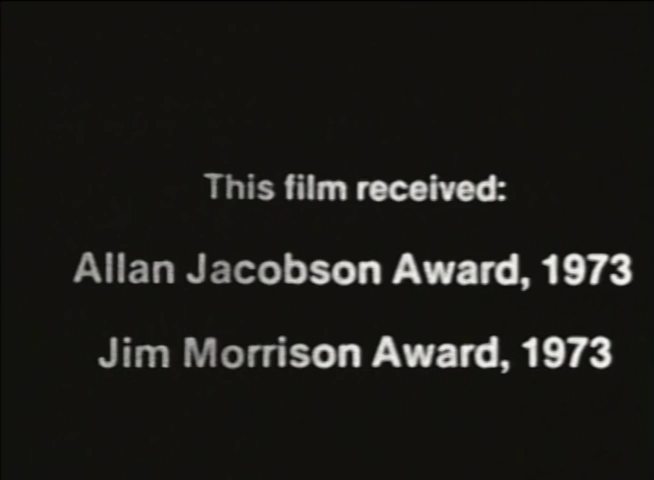 This film received:
Allan Jacobson Award, 1973
Jim Morrison Award, 1973